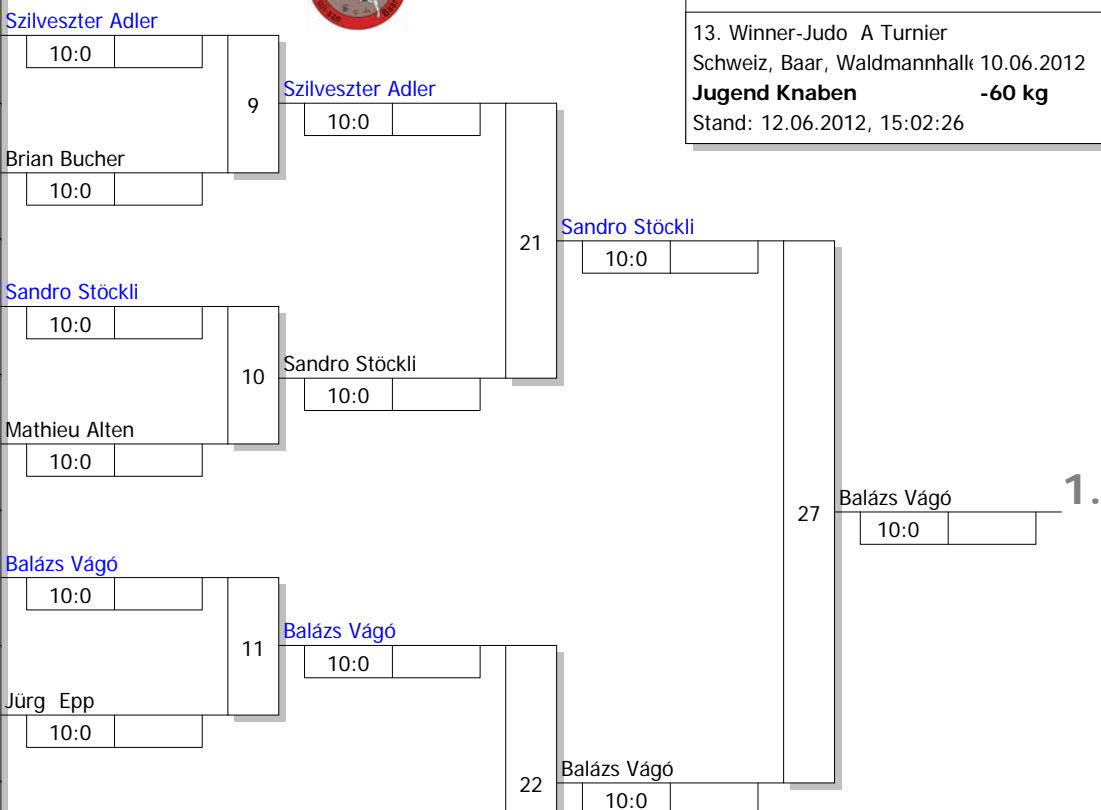 Szilveszter Adler
10:0
9
Brian Bucher
10:0
Szilveszter Adler
10:0
13. Winner-Judo A Turnier
Schweiz, Baar, Waldmannhalle 10.06.2012
Jugend Knaben -60 kg
Stand: 12.06.2012, 15:02:26
21
Sandro Stöckli
10:0
Sandro Stöckli
10:0
10
Sandro Stöckli
10:0
Mathieu Alten
10:0
27
Balázs Vágó
10:0
1.
Balázs Vágó
10:0
11
Balázs Vágó
10:0
Jürg Epp
10:0
22
Balázs Vágó
10:0